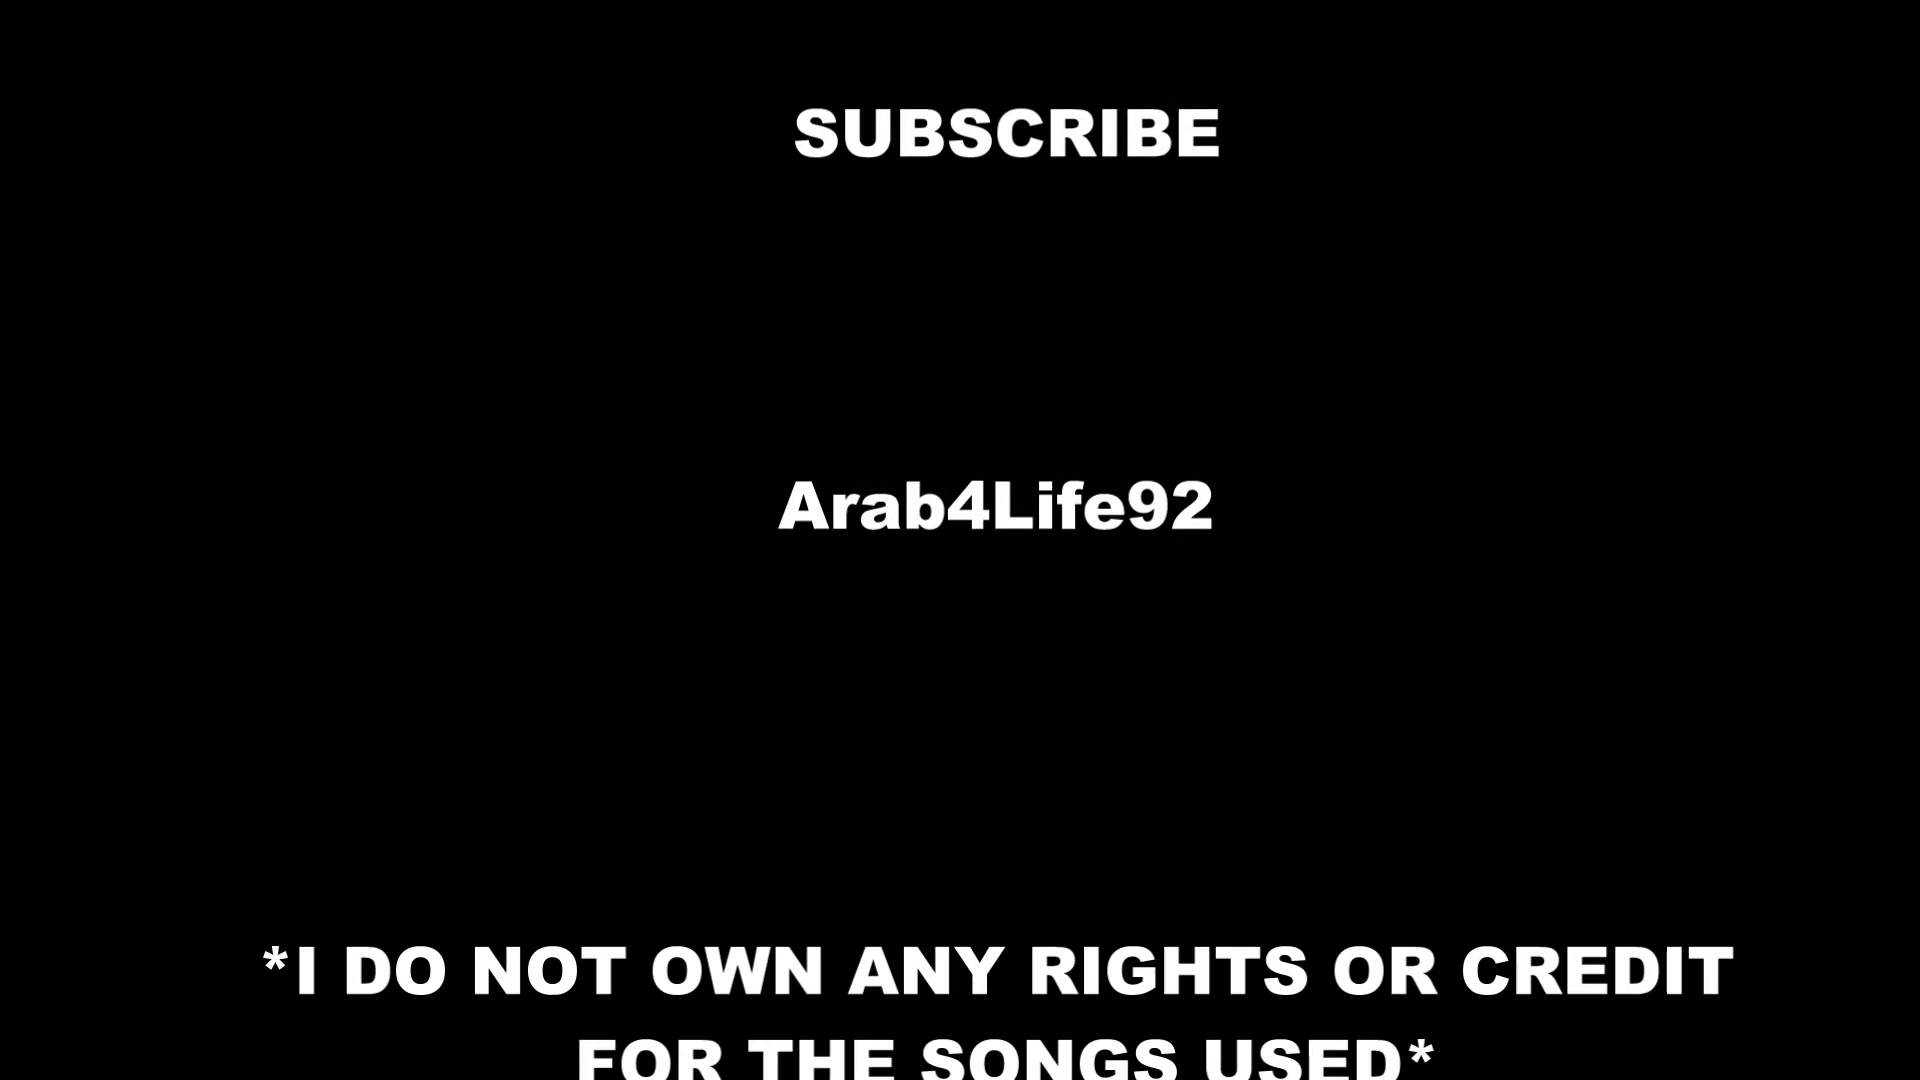 SUBSCRIBE
Arab4Life92
*I DO NOT OWN ANY RIGHTS OR CREDIT
FOR THE SONGS USED*